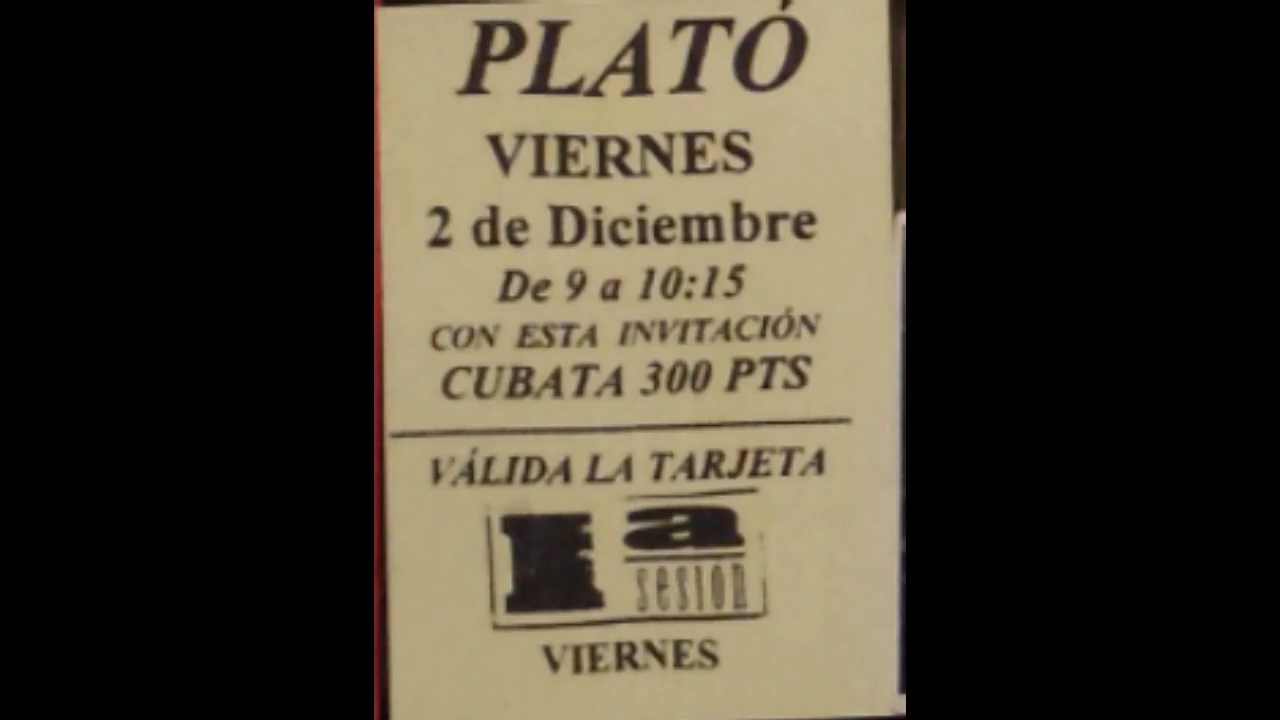 PLATÓ
VIERNES
2 de Diciembre
De 9 a 10:15
CON ESTA INVITACIÓN
CUBATA 300 PTS
VÁLIDA LA TARJETA
a
sesion
VIERNES